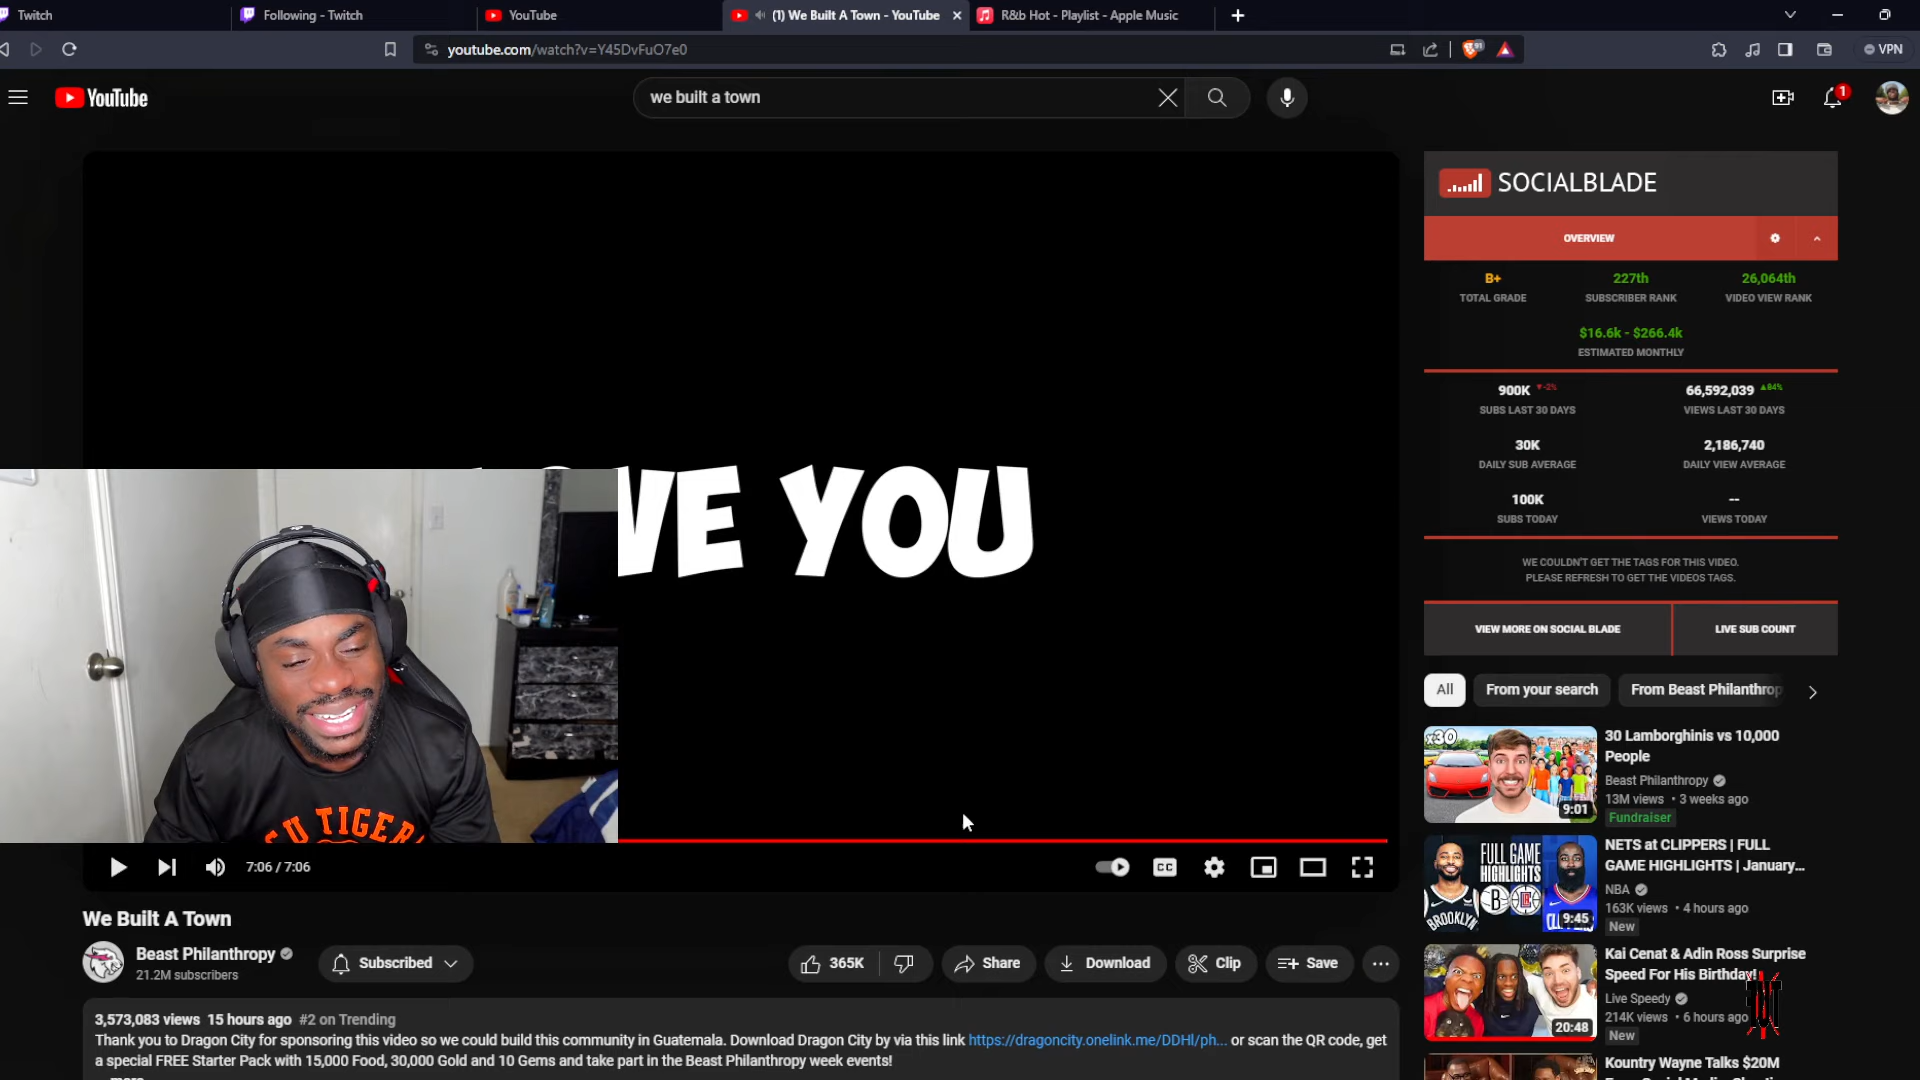 Twitch
Following - Twitch
YouTube
(1) We Built A Town - YouTube
R&b Hot - Playlist - Apple Music
youtube.com/watch?v=Y45DvFuO7e0
91
VPN
YouTube
we built a town
1
SOCIALBLADE
OVERVIEW
B+
227th
26,064th
TOTAL GRADE
SUBSCRIBER RANK
VIDEO VIEW RANK
$16.6k - $266.4k
ESTIMATED MONTHLY
900K ▼-2%
66,592,039 ▲84%
SUBS LAST 30 DAYS
VIEWS LAST 30 DAYS
30K
2,186,740
DAILY SUB AVERAGE
DAILY VIEW AVERAGE
100K
--
SUBS TODAY
VIEWS TODAY
WE COULDN'T GET THE TAGS FOR THIS VIDEO.
PLEASE REFRESH TO GET THE VIDEOS TAGS.
VIEW MORE ON SOCIAL BLADE
LIVE SUB COUNT
VE YOU
TIGER
All
From your search
From Beast Philanthrop
x30
9:01
30 Lamborghinis vs 10,000
People
Beast Philanthropy
13M views • 3 weeks ago
Fundraiser
FULL GAME
HIGHLIGHTS
BROOKLYN
9:45
NETS at CLIPPERS | FULL
GAME HIGHLIGHTS | January...
NBA
163K views • 4 hours ago
New
7:06 / 7:06
CC
We Built A Town
Beast Philanthropy
21.2M subscribers
Subscribed
365K
Share
Download
Clip
Save
20:48
Kai Cenat & Adin Ross Surprise
Speed For His Birthday!
Live Speedy
214K views • 6 hours ago
New
Kountry Wayne Talks $20M
3,573,083 views 15 hours ago #2 on Trending
Thank you to Dragon City for sponsoring this video so we could build this community in Guatemala. Download Dragon City by via this link https://dragoncity.onelink.me/DDHl/ph... or scan the QR code, get
a special FREE Starter Pack with 15,000 Food, 30,000 Gold and 10 Gems and take part in the Beast Philanthropy week events!